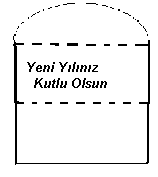 Yeni Yılınız
Kutlu Olsun